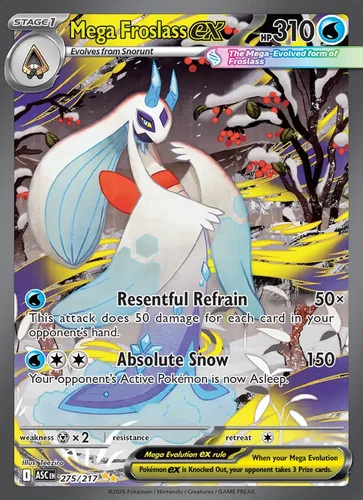 STAGE1
Mega Froslass ex HP 310
Evolves from Snorunt
The Mega-Evolved form of
Froslass
Resentful Refrain 50×
This attack does 50 damage for each card in your
opponent's hand.
Absolute Snow 150
Your opponent's Active Pokémon is now Asleep.
weakness ×2 resistance retreat
Illus. Teeziro
Mega Evolution ex rule
When your Mega Evolution
Pokémon ex is Knocked Out, your opponent takes 3 Prize cards.
I ASC EN 275/217
©2026 Pokémon / Nintendo / Creatures / GAME FREAK